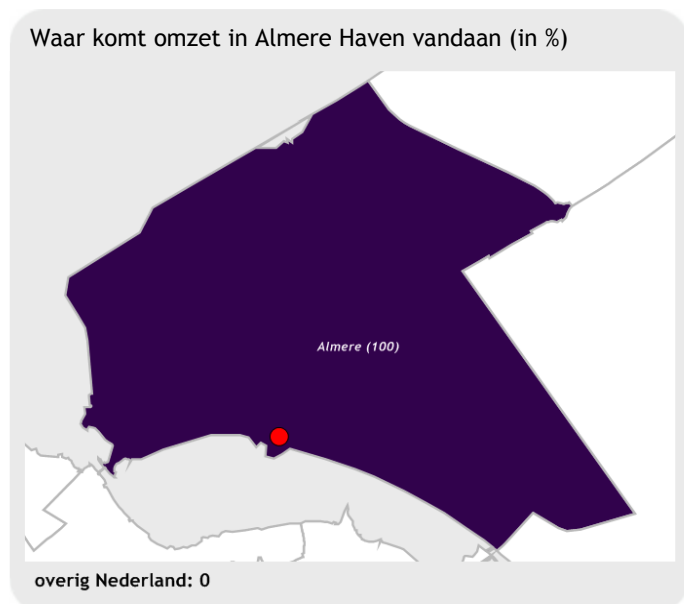 Waar komt omzet in Almere Haven vandaan (in %)
Almere (100)
overig Nederland: 0